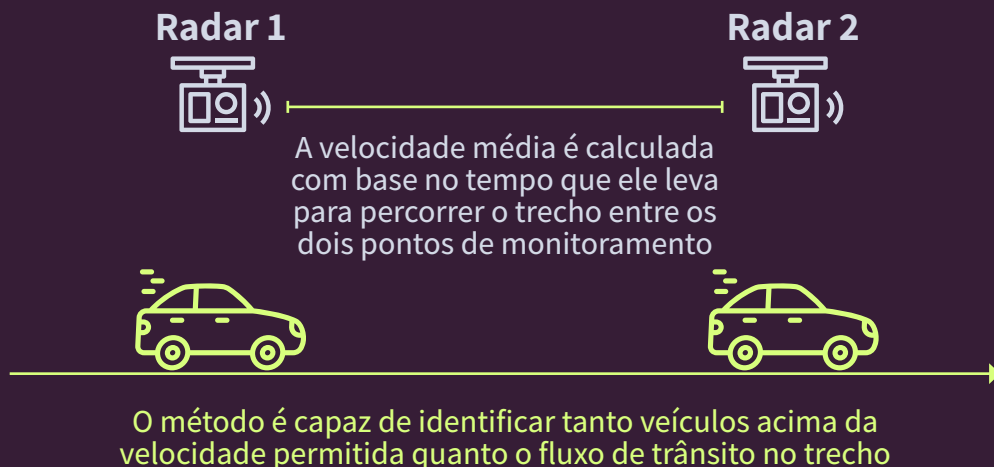 Radar 1
Radar 2
A velocidade média é calculada
com base no tempo que ele leva
para percorrer o trecho entre os
dois pontos de monitoramento
O método é capaz de identificar tanto veículos acima da
velocidade permitida quanto o fluxo de trânsito no trecho